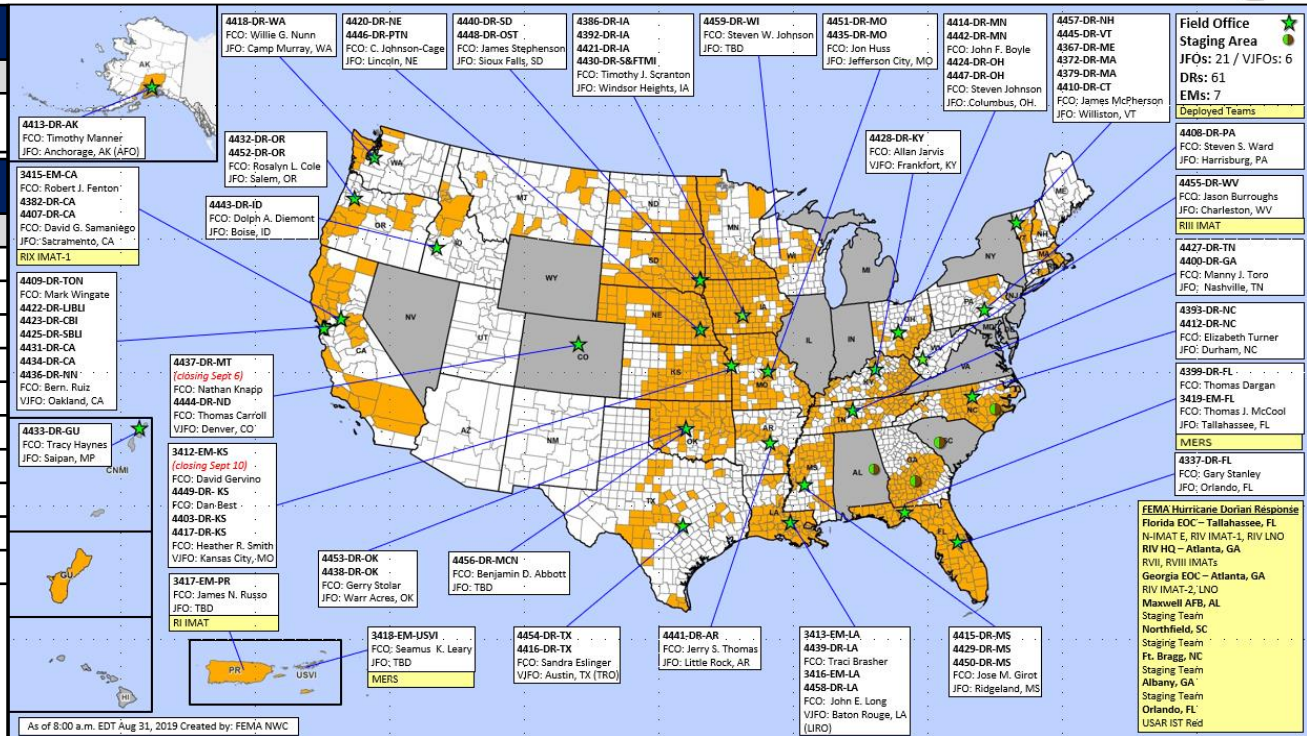 4418-DR-WA
FCO: Willie G. Nunn
JFO: Camp Murray, WA
4420-DR-NE
4446-DR-PTN
FCO: C. Johnson-Cage
JFO: Lincoln, NE
4440-DR-SD
4448-DR-OST
FCO: James Stephenson
JFO: Sioux Falls, SD
4386-DR-IA
4392-DR-IA
4421-DR-IA
4430-DR-S&FTMI
FCO: Timothy J. Scranton
JFO: Windsor Heights, IA
4459-DR-WI
FCO: Steven W. Johnson
JFO: TBD
4451-DR-MO
4435-DR-MO
FCO: Jon Huss
JFO: Jefferson City, MO
4414-DR-MN
4442-DR-MN
FCO: John F. Boyle
4424-DR-OH
4447-DR-OH
FCO: Steven Johnson
JFO: Columbus, OH.
4457-DR-NH
4445-DR-VT
4367-DR-ME
4372-DR-MA
4379-DR-MA
4410-DR-CT
FCO: James McPherson
JFO: Williston, VT
Field Office
Staging Area
JFOs: 21 / VJFOs: 6
DRs: 61
EMs: 7
Deployed Teams
AK
4413-DR-AK
FCO: Timothy Manner
JFO: Anchorage, AK (AFO)
4432-DR-OR
4452-DR-OR
FCO: Rosalyn L. Cole
JFO: Salem, OR
4428-DR-KY
FCO: Allan Jarvis
VJFO: Frankfort, KY
4408-DR-PA
FCO: Steven S. Ward
JFO: Harrisburg, PA
3415-EM-CA
FCO: Robert J. Fenton
4382-DR-CA
4407-DR-CA
FCO: David G. Samaniego
JFO: Sacramento, CA
RIX IMAT-1
4443-DR-ID
FCO: Dolph A. Diemont
JFO: Boise, ID
4455-DR-WV
FCO: Jason Burroughs
JFO: Charleston, WV
RIII IMAT
4427-DR-TN
4400-DR-GA
FCO: Manny J. Toro
JFO: Nashville, TN
4409-DR-TON
FCO: Mark Wingate
4422-DR-LJBLI
4423-DR-CBI
4425-DR-SBLI
4431-DR-CA
4434-DR-CA
4436-DR-NN
FCO: Bern. Ruiz
VJFO: Oakland, CA
4393-DR-NC
4412-DR-NC
FCO: Elizabeth Turner
JFO: Durham, NC
4437-DR-MT
(closing Sept 6)
FCO: Nathan Knapp
4444-DR-ND
FCO: Thomas Carroll
VJFO: Denver, CO
4399-DR-FL
FCO: Thomas Dargan
3419-EM-FL
FCO: Thomas J. McCool
JFO: Tallahassee, FL
MERS
4433-DR-GU
FCO: Tracy Haynes
JFO: Saipan, MP
CNMI
3412-EM-KS
(closing Sept 10)
FCO: David Gervino
4449-DR- KS
FCO: Dan Best
4403-DR-KS
4417-DR-KS
FCO: Heather R. Smith
VJFO: Kansas City, MO
4337-DR-FL
FCO: Gary Stanley
JFO: Orlando, FL
GU
3417-EM-PR
FCO: James N. Russo
JFO: TBD
RI IMAT
4453-DR-OK
4438-DR-OK
FCO: Gerry Stolar
JFO: Warr Acres, OK
4456-DR-MCN
FCO: Benjamin D. Abbott
JFO: TBD
FEMA Hurricane Dorian Response
Florida EOC – Tallahassee, FL
N-IMAT E, RIV IMAT-1, RIV LNO
RIV HQ – Atlanta, GA
RVII, RVIII IMATs
Georgia EOC – Atlanta, GA
RIV IMAT-2, LNO
Maxwell AFB, AL
Staging Team
Northfield, SC
Staging Team
Ft. Bragg, NC
Staging Team
Albany, GA
Staging Team
Orlando, FL
USAR IST Red
3418-EM-USVI
FCO: Seamus K. Leary
JFO: TBD
MERS
4454-DR-TX
4416-DR-TX
FCO: Sandra Eslinger
VJFO: Austin, TX (TRO)
4441-DR-AR
FCO: Jerry S. Thomas
JFO: Little Rock, AR
3413-EM-LA
4439-DR-LA
FCO: Traci Brasher
3416-EM-LA
4458-DR-LA
FCO: John E. Long
VJFO: Baton Rouge, LA
(LIRO)
4415-DR-MS
4429-DR-MS
4450-DR-MS
FCO: Jose M. Girot
JFO: Ridgeland, MS
PR
USVI
HI
WA
OR
ID
MT
ND
SD
MN
WI
MI
WY
NV
UT
CO
CA
AZ
NM
NE
KS
OK
TX
IA
MO
AR
LA
IL
IN
OH
KY
TN
MS
AL
GA
FL
SC
NC
VA
WV
PA
NY
NJ
MD
CT
MA
VT
NH
ME
As of 8:00 a.m. EDT Aug 31, 2019 Created by: FEMA NWC